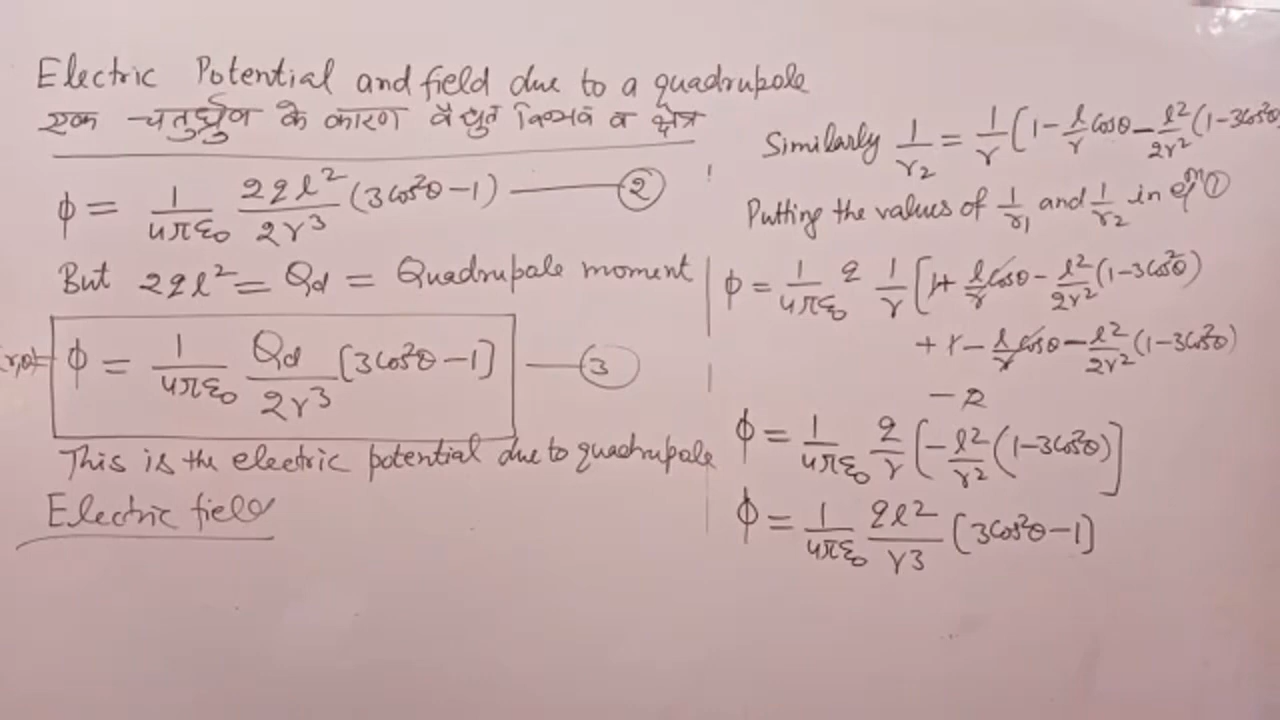 Electric Potential and field due to a quadrupole
एक चतुर्ध्रुव के कारण वैद्युत विभव व क्षेत्र
ϕ = 1/4πε₀ 2ql²/2r³ (3cos²θ-1) — ②
But 2ql² = Qd = Quadrupale moment
(r,θ)= ϕ = 1/4πε₀ Qd/2r³ [3cos²θ-1] — ③
This is the electric potential due to quadrupale
Electric field
Similarly 1/r₂ = 1/r (1- l/r cosθ - l²/2r² (1-3cos²θ
Putting the values of 1/r₁ and 1/r₂ in eqⁿ ①
ϕ = 1/4πε₀ q 1/r [1+ l/r cosθ - l²/2r² (1-3cos²θ)
+ 1 - l/r cosθ - l²/2r² (1-3cos²θ)
- 2
ϕ = 1/4πε₀ q/r [- l²/r² (1-3cos²θ)]
ϕ = 1/4πε₀ ql²/r³ [3cos²θ-1]